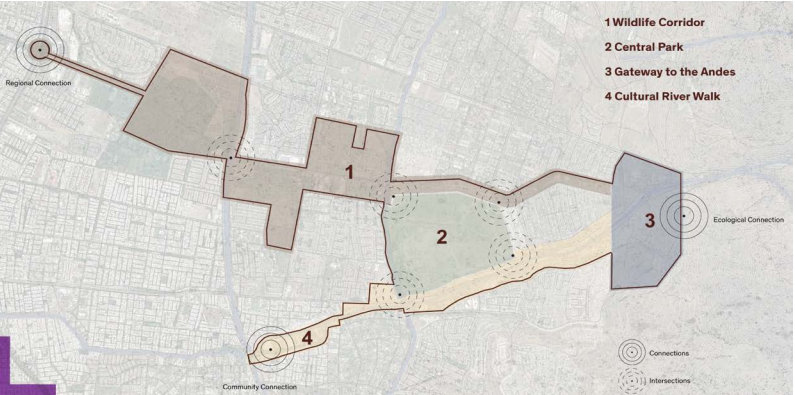 1 Wildlife Corridor
2 Central Park
3 Gateway to the Andes
4 Cultural River Walk
Regional Connection
1
2
3
Ecological Connection
4
Community Connection
Connections
Intersections